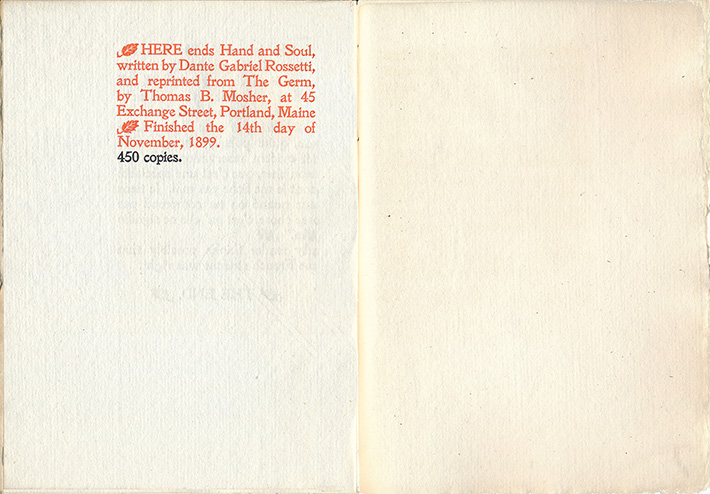 HERE ends Hand and Soul,
written by Dante Gabriel Rossetti,
and reprinted from The Germ,
by Thomas B. Mosher, at 45
Exchange Street, Portland, Maine
Finished the 14th day of
November, 1899.
450 copies.